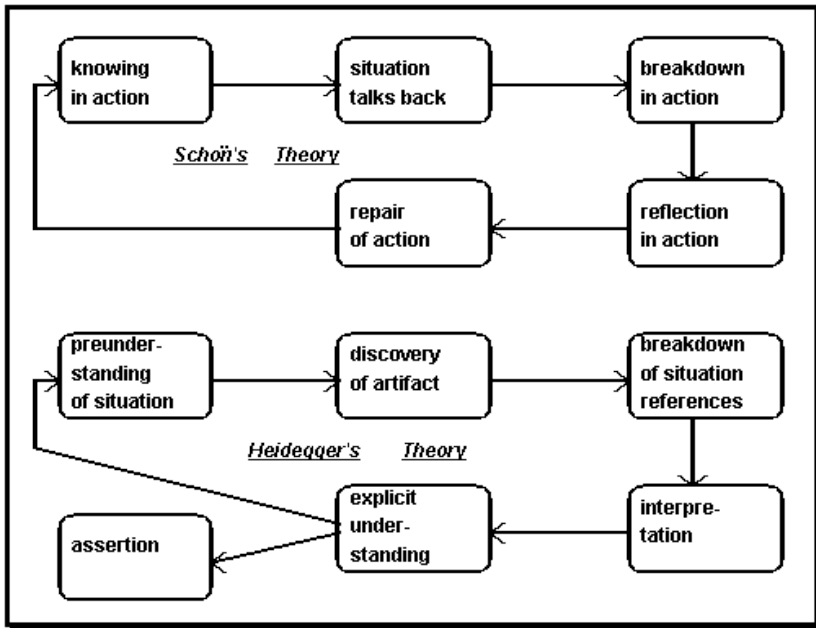 knowing
in action
situation
talks back
breakdown
in action
Schön's Theory
repair
of action
reflection
in action
preunder-
standing
of situation
discovery
of artifact
breakdown
of situation
references
Heidegger's Theory
assertion
explicit
under-
standing
interpre-
tation